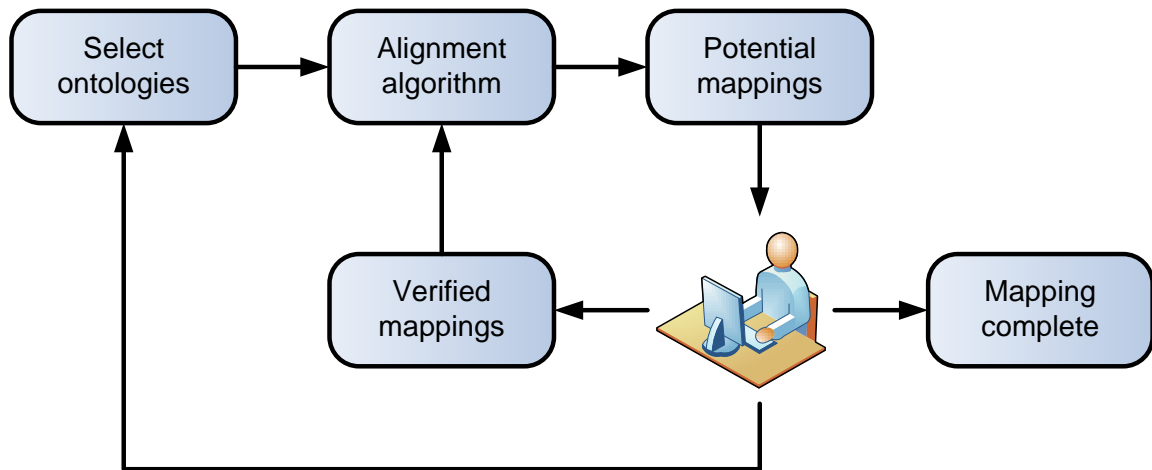 Select
ontologies
Alignment
algorithm
Potential
mappings
Verified
mappings
Mapping
complete